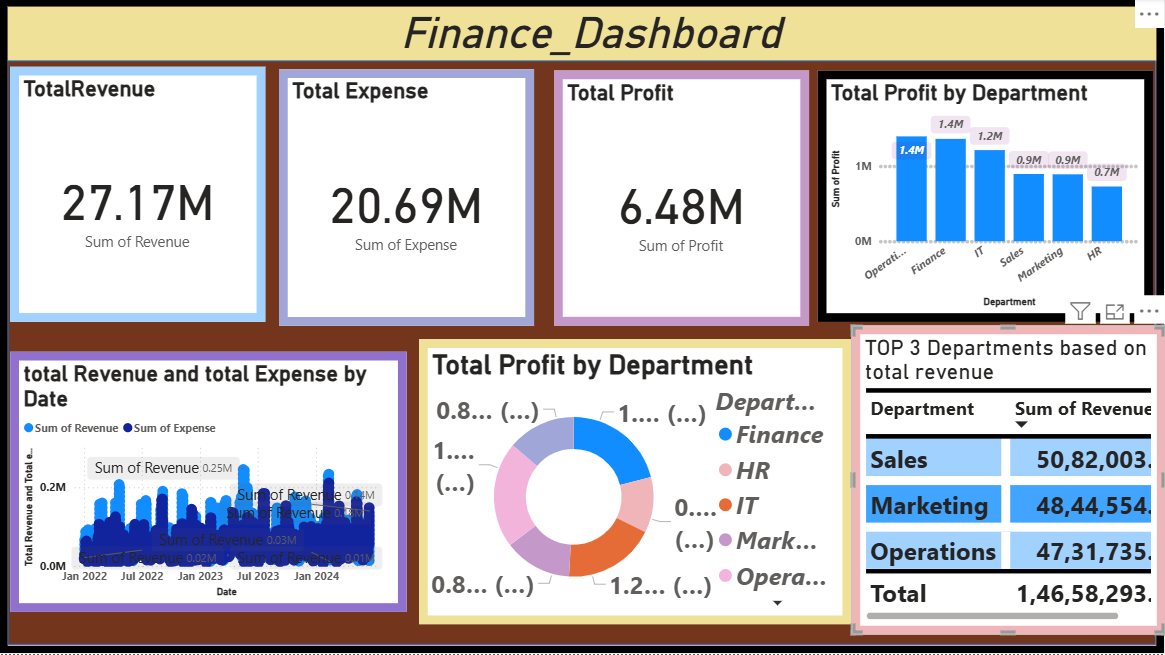 Finance_Dashboard
TotalRevenue
27.17M
Sum of Revenue
Total Expense
20.69M
Sum of Expense
Total Profit
6.48M
Sum of Profit
Total Profit by Department
Sum of Profit
1M
0M
1.4M
1.4M
1.2M
0.9M
0.9M
0.7M
Operati...
Finance
IT
Sales
Marketing
HR
Department
total Revenue and total Expense by
Date
Sum of Revenue
Sum of Expense
Total Revenue and Total e...
0.2M
0.0M
Sum of Revenue 0.25M
Sum of Revenue
Sum of Revenue 0.03M
Sum of Revenue 0.02M
Sum of Revenue 0.01M
Jan 2022
Jul 2022
Jan 2023
Jul 2023
Jan 2024
Date
Total Profit by Department
0.8... (...)
1.... (...)
1....
(...)
0....
(...)
0.8... (...)
1.2... (...)
Depart...
Finance
HR
IT
Mark...
Opera...
TOP 3 Departments based on
total revenue
Department Sum of Revenue
Sales 50,82,003.
Marketing 48,44,554.
Operations 47,31,735.
Total 1,46,58,293.